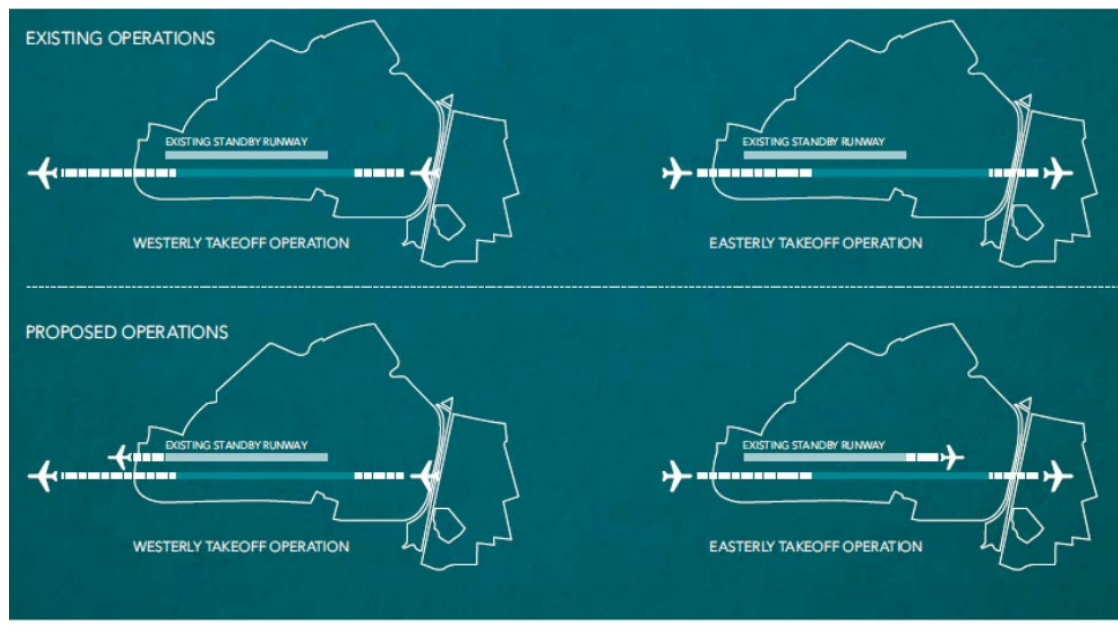 EXISTING OPERATIONS
EXISTING STANDBY RUNWAY
EXISTING STANDBY RUNWAY
WESTERLY TAKEOFF OPERATION
EASTERLY TAKEOFF OPERATION
PROPOSED OPERATIONS
EXISTING STANDBY RUNWAY
EXISTING STANDBY RUNWAY
WESTERLY TAKEOFF OPERATION
EASTERLY TAKEOFF OPERATION